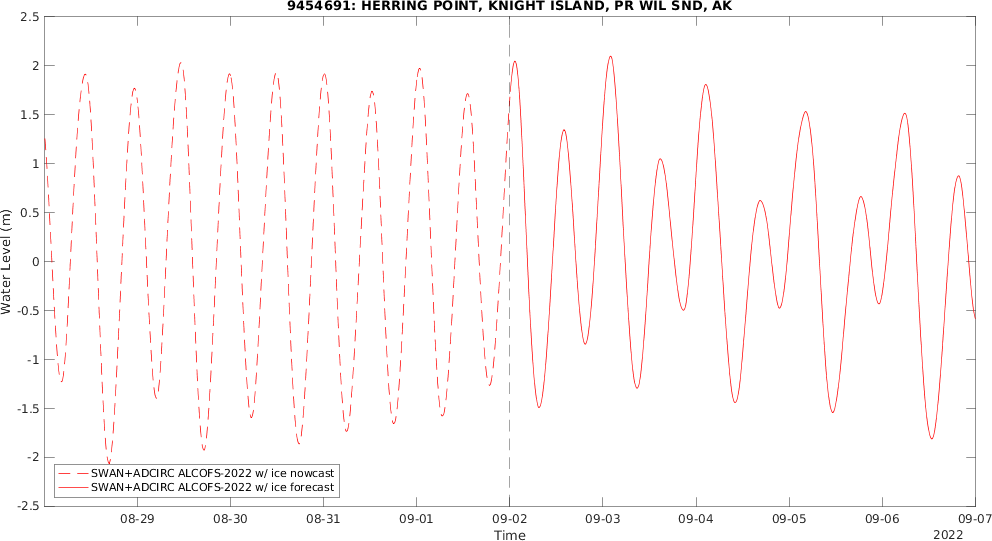 9454691: HERRING POINT, KNIGHT ISLAND, PR WIL SND, AK
2.5
2
1.5
1
0.5
0
-0.5
-1
-1.5
-2
-2.5
Water Level (m)
SWAN+ADCIRC ALCOFS-2022 w/ ice nowcast
SWAN+ADCIRC ALCOFS-2022 w/ ice forecast
08-29 08-30 08-31 09-01 09-02 09-03 09-04 09-05 09-06 09-07
Time
2022